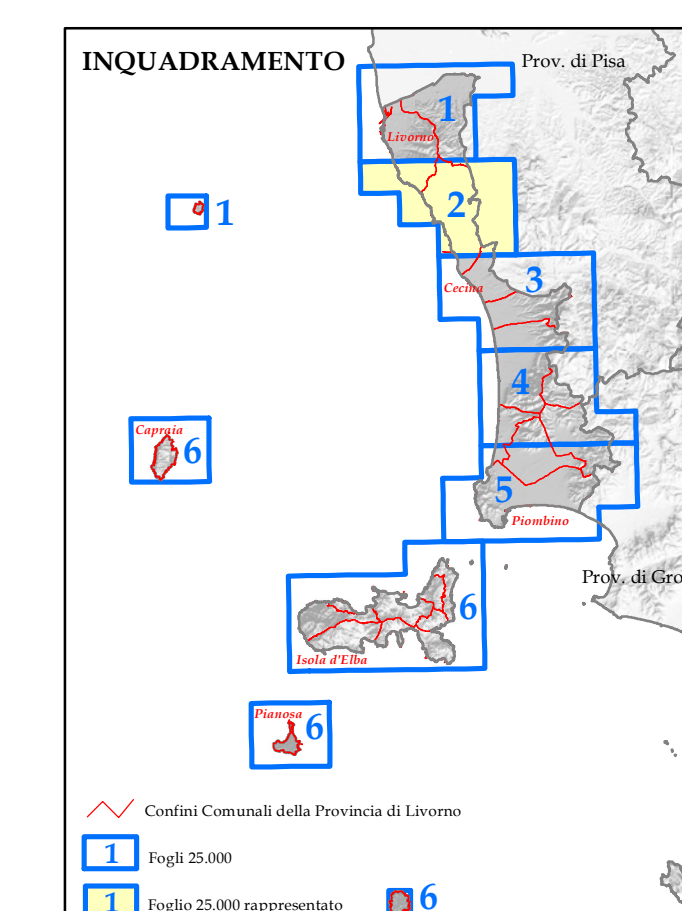 INQUADRAMENTO
Prov. di Pisa
1
Livorno
1
2
3
Cecina
4
Capraia
6
5
Piombino
Prov. di Gro
6
Isola d'Elba
Pianosa
6
Confini Comunali della Provincia di Livorno
1 Fogli 25.000
1 Foglio 25.000 rappresentato
6